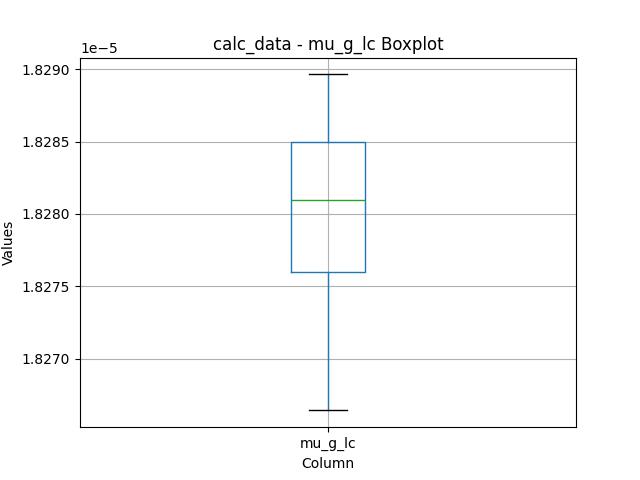 calc_data - mu_g_lc Boxplot
1e−5
1.8290
1.8285
1.8280
1.8275
1.8270
Values
mu_g_lc
Column